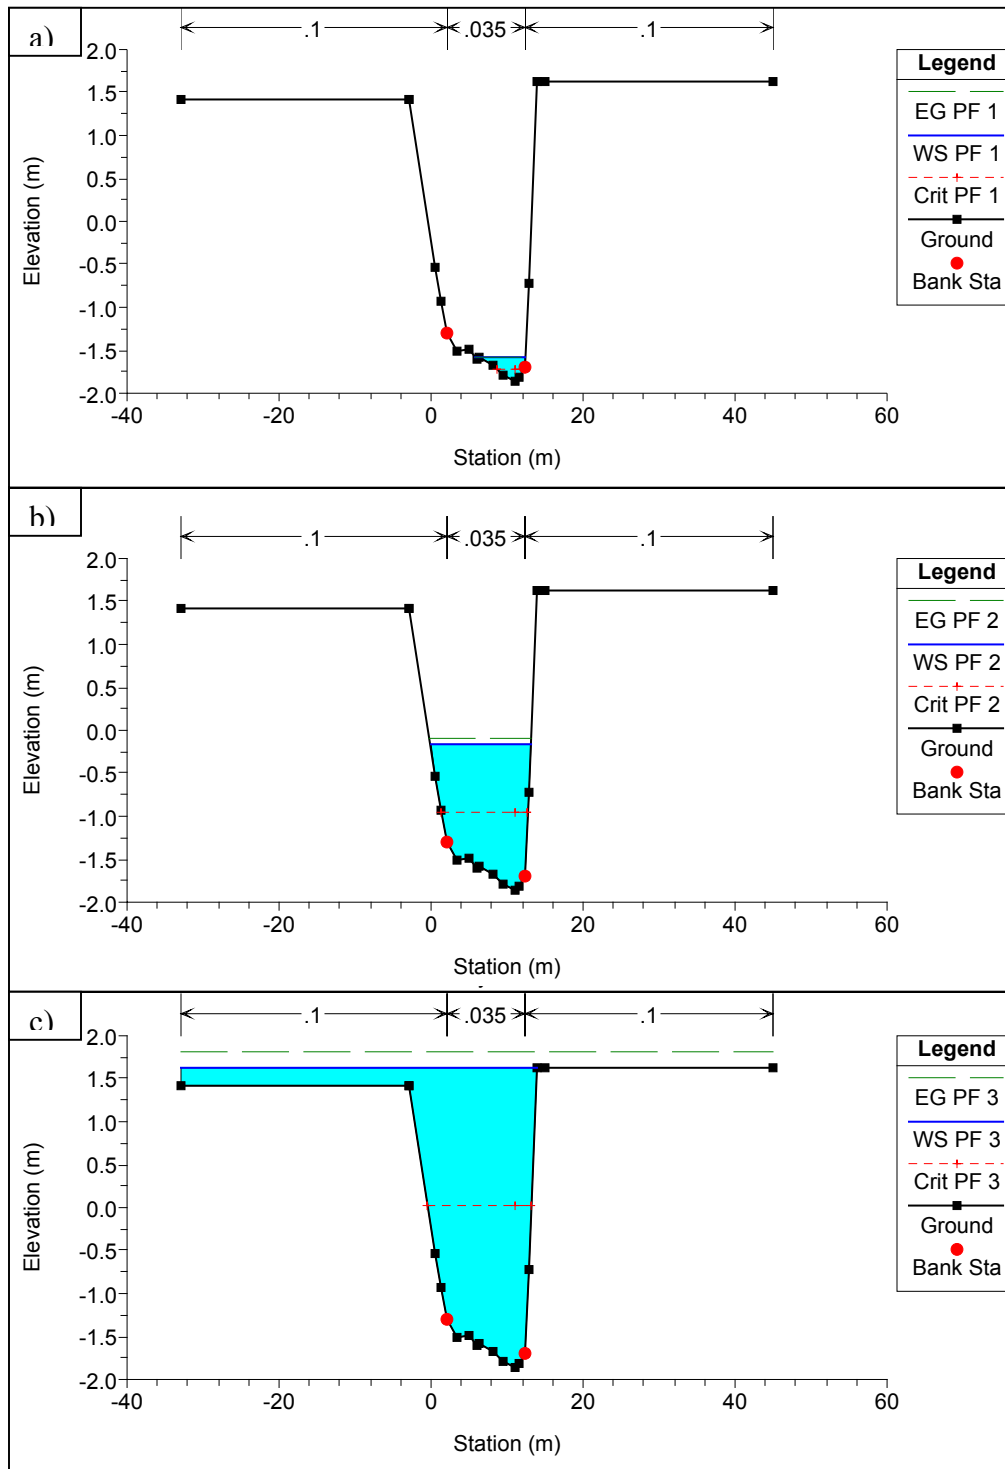 a)
.1 .035 .1
2.0
1.5
1.0
0.5
0.0
-0.5
-1.0
-1.5
-2.0
-40 -20 0 20 40 60
Elevation (m)
Station (m)
Legend
EG PF 1
WS PF 1
Crit PF 1
Ground
Bank Sta
b)
.1 .035 .1
2.0
1.5
1.0
0.5
0.0
-0.5
-1.0
-1.5
-2.0
-40 -20 0 20 40 60
Elevation (m)
Station (m)
Legend
EG PF 2
WS PF 2
Crit PF 2
Ground
Bank Sta
c)
.1 .035 .1
2.0
1.5
1.0
0.5
0.0
-0.5
-1.0
-1.5
-2.0
-40 -20 0 20 40 60
Elevation (m)
Station (m)
Legend
EG PF 3
WS PF 3
Crit PF 3
Ground
Bank Sta